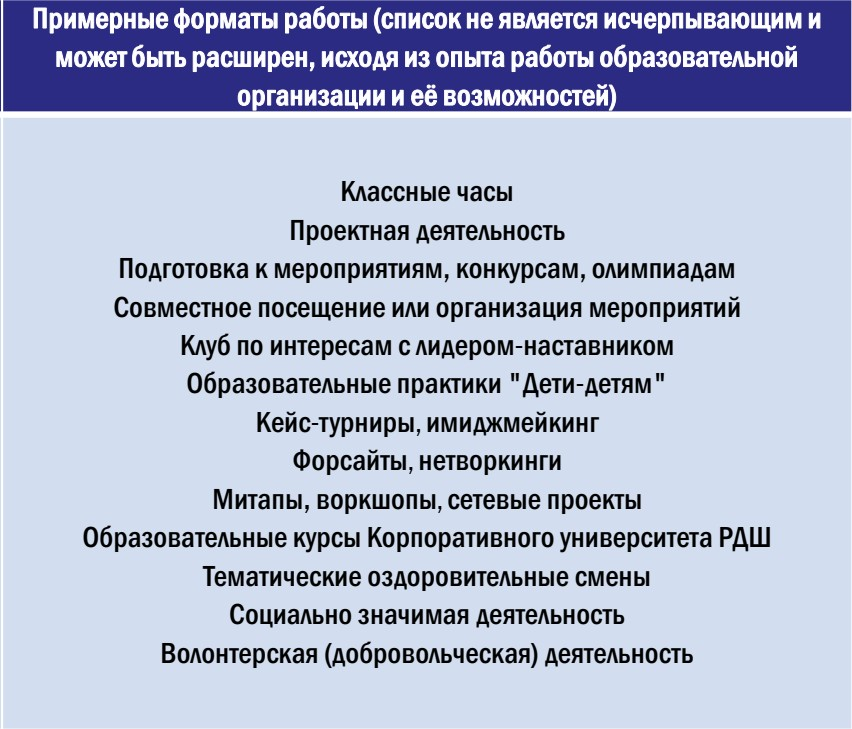 Примерные форматы работы (список не является исчерпывающим и
может быть расширен, исходя из опыта работы образовательной
организации и её возможностей)
Классные часы
Проектная деятельность
Подготовка к мероприятиям, конкурсам, олимпиадам
Совместное посещение или организация мероприятий
Клуб по интересам с лидером-наставником
Образовательные практики "Дети-детям"
Кейс-турниры, имиджмейкинг
Форсайты, нетворкинги
Митапы, воркшопы, сетевые проекты
Образовательные курсы Корпоративного университета РДШ
Тематические оздоровительные смены
Социально значимая деятельность
Волонтерская (добровольческая) деятельность